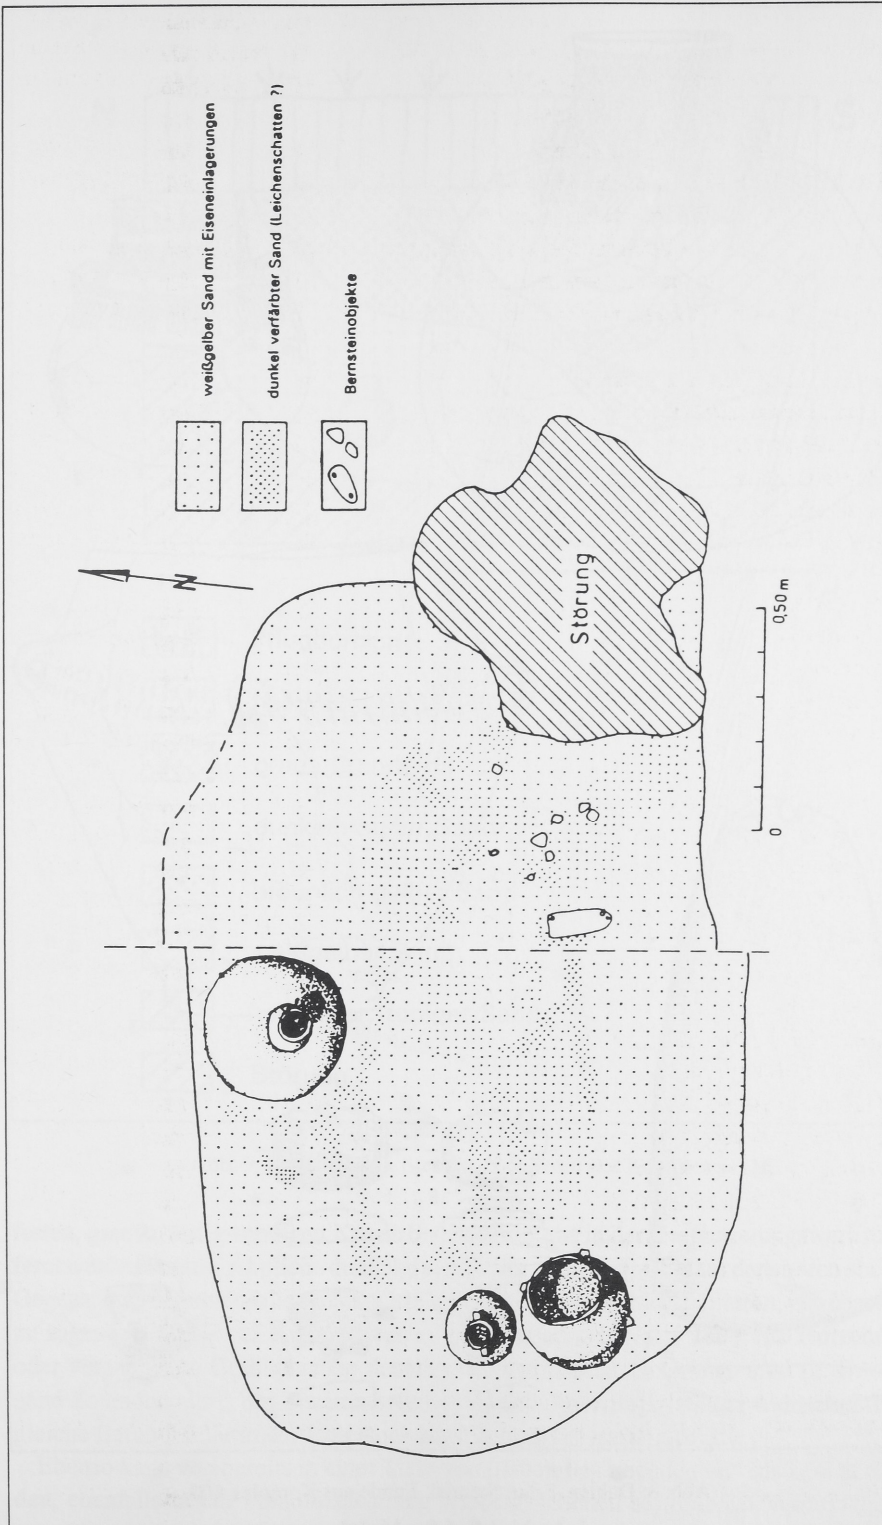 weißgelber Sand mit Eiseneinlagerungen
dunkel verfärbter Sand (Leichenschatten ?)
Bernsteinobjekte
N
Störung
0
0,50 m